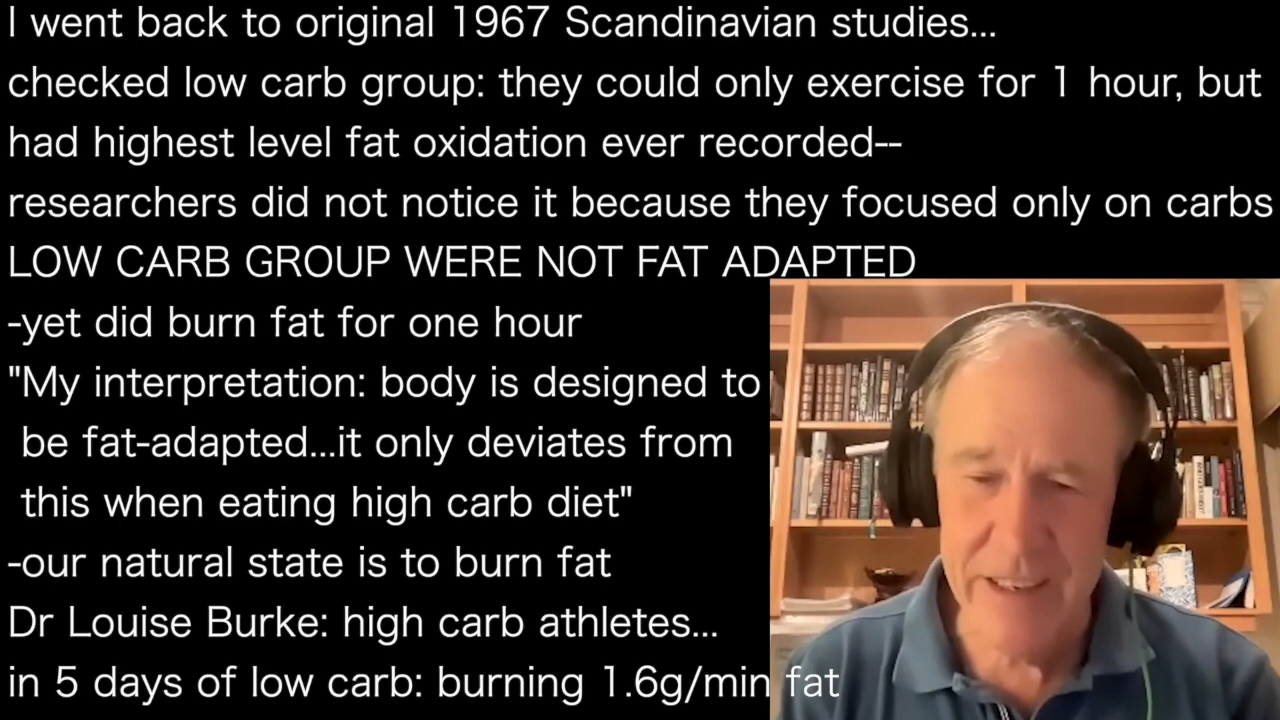 I went back to original 1967 Scandinavian studies...
checked low carb group: they could only exercise for 1 hour, but
had highest level fat oxidation ever recorded--
researchers did not notice it because they focused only on carbs
LOW CARB GROUP WERE NOT FAT ADAPTED
-yet did burn fat for one hour
"My interpretation: body is designed to
be fat-adapted...it only deviates from
this when eating high carb diet"
-our natural state is to burn fat
Dr Louise Burke: high carb athletes...
in 5 days of low carb: burning 1.6g/min fat